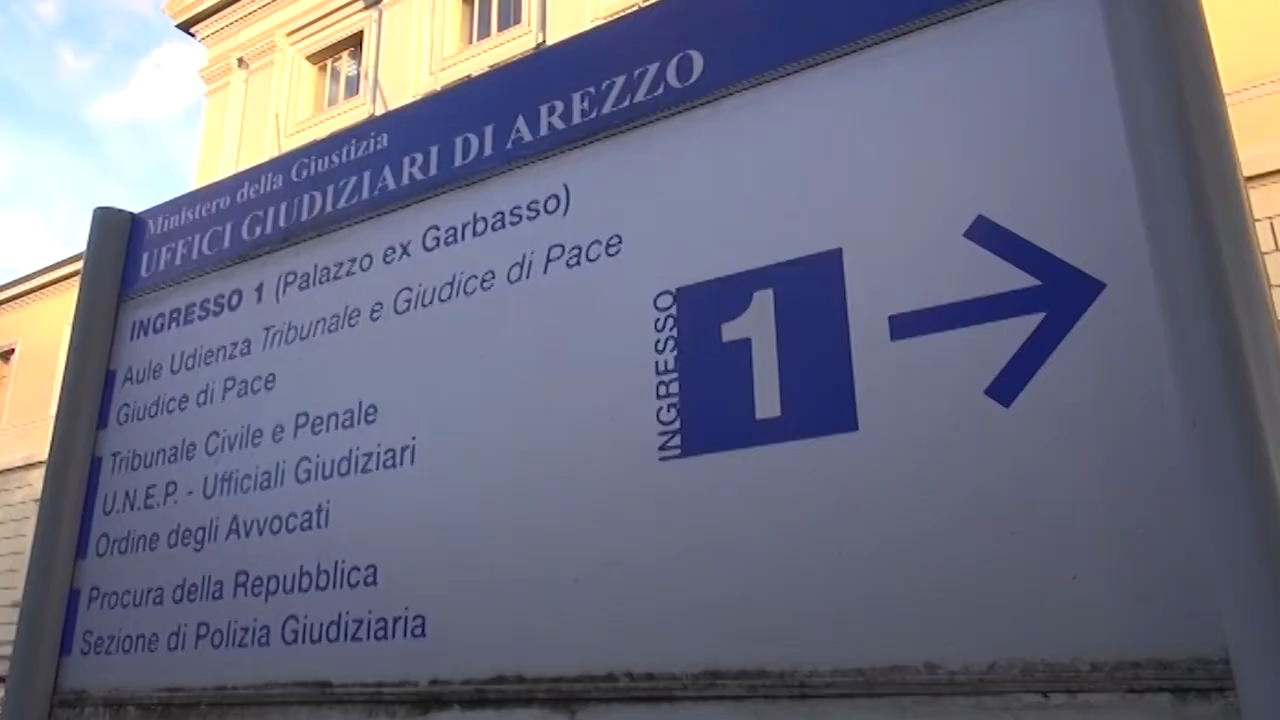 Ministero della Giustizia
UFFICI GIUDIZIARI DI AREZZO
INGRESSO 1 (Palazzo ex Garbasso)
Aule Udienza Tribunale e Giudice di Pace
Giudice di Pace
Tribunale Civile e Penale
U.N.E.P. - Ufficiali Giudiziari
Ordine degli Avvocati
Procura della Repubblica
Sezione di Polizia Giudiziaria
INGRESSO
1